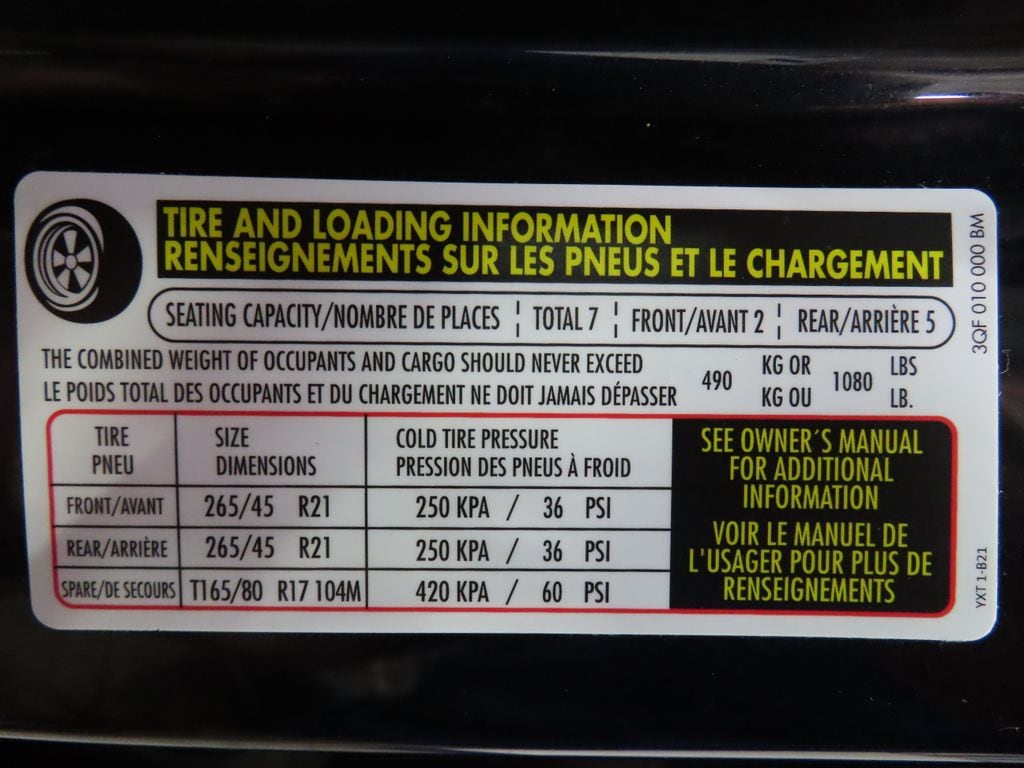 TIRE AND LOADING INFORMATION
RENSEIGNEMENTS SUR LES PNEUS ET LE CHARGEMENT
SEATING CAPACITY/NOMBRE DE PLACES ¦ TOTAL 7 ¦ FRONT/AVANT 2 ¦ REAR/ARRIÈRE 5
THE COMBINED WEIGHT OF OCCUPANTS AND CARGO SHOULD NEVER EXCEED
LE POIDS TOTAL DES OCCUPANTS ET DU CHARGEMENT NE DOIT JAMAIS DÉPASSER
490
KG OR
KG OU
1080
LBS
LB.
TIRE
PNEU
SIZE
DIMENSIONS
COLD TIRE PRESSURE
PRESSION DES PNEUS À FROID
FRONT/AVANT 265/45 R21 250 KPA / 36 PSI
REAR/ARRIÈRE 265/45 R21 250 KPA / 36 PSI
SPARE/DE SECOURS T165/80 R17 104M 420 KPA / 60 PSI
SEE OWNER´S MANUAL
FOR ADDITIONAL
INFORMATION
VOIR LE MANUEL DE
L'USAGER POUR PLUS DE
RENSEIGNEMENTS
3QF 010 000 BM
YXT 1-B21